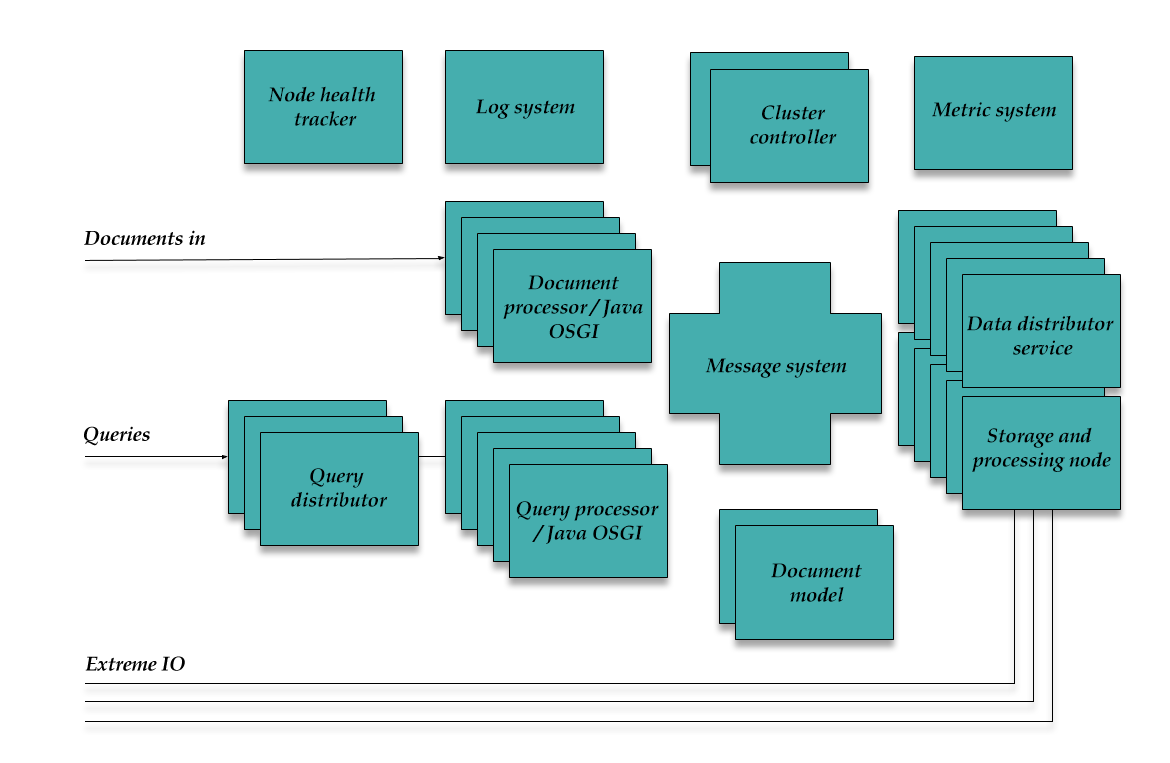 Node health
tracker
Log system
Cluster
controller
Metric system
Documents in
Document
processor / Java
OSGI
Message system
Data distributor
service
Queries
Query
distributor
Query processor
/ Java OSGI
Storage and
processing node
Document
model
Extreme IO